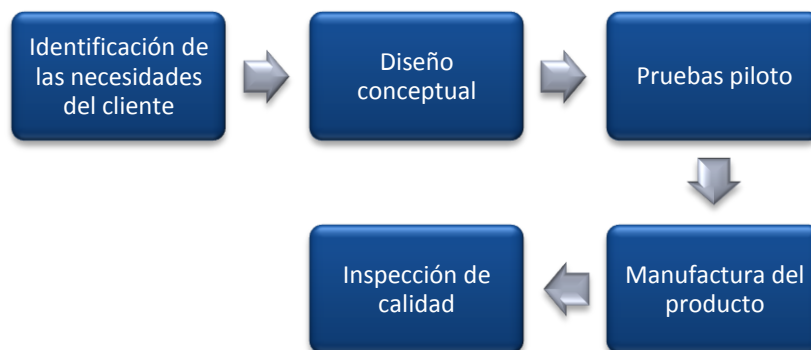 Identificación de
las necesidades
del cliente
Diseño
conceptual
Pruebas piloto
Manufactura del
producto
Inspección de
calidad